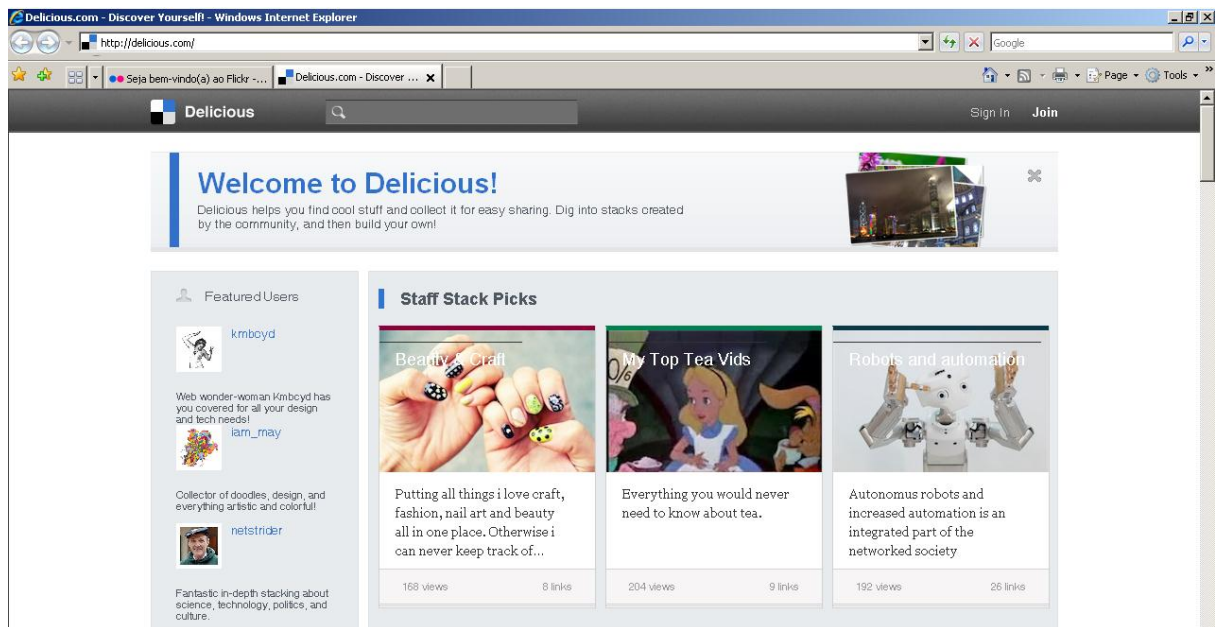 Delicious.com - Discover Yourself! - Windows Internet Explorer
http://delicious.com/
Google
Seja bem-vindo(a) ao Flickr -...
Delicious.com - Discover ...
Page
Tools
Delicious
Sign In
Join
Welcome to Delicious!
Delicious helps you find cool stuff and collect it for easy sharing. Dig into stacks created
by the community, and then build your own!
Featured Users
kmbcyd
Web wonder-woman Kmbcyd has
you covered for all your design
and tech needs!
iam_may
Collector of doodles, design, and
everything artistic and colorful!
netstrider
Fantastic in-depth stacking about
science, technology, politics, and
culture.
Staff Stack Picks
Beauty & Craft
Putting all things i love craft,
fashion, nail art and beauty
all in one place. Otherwise i
can never keep track of...
168 views
8 links
My Top Tea Vids
10/6
Everything you would never
need to know about tea.
204 views
9 links
Robots and automation
Autonomus robots and
increased automation is an
integrated part of the
networked society
192 views
26 links